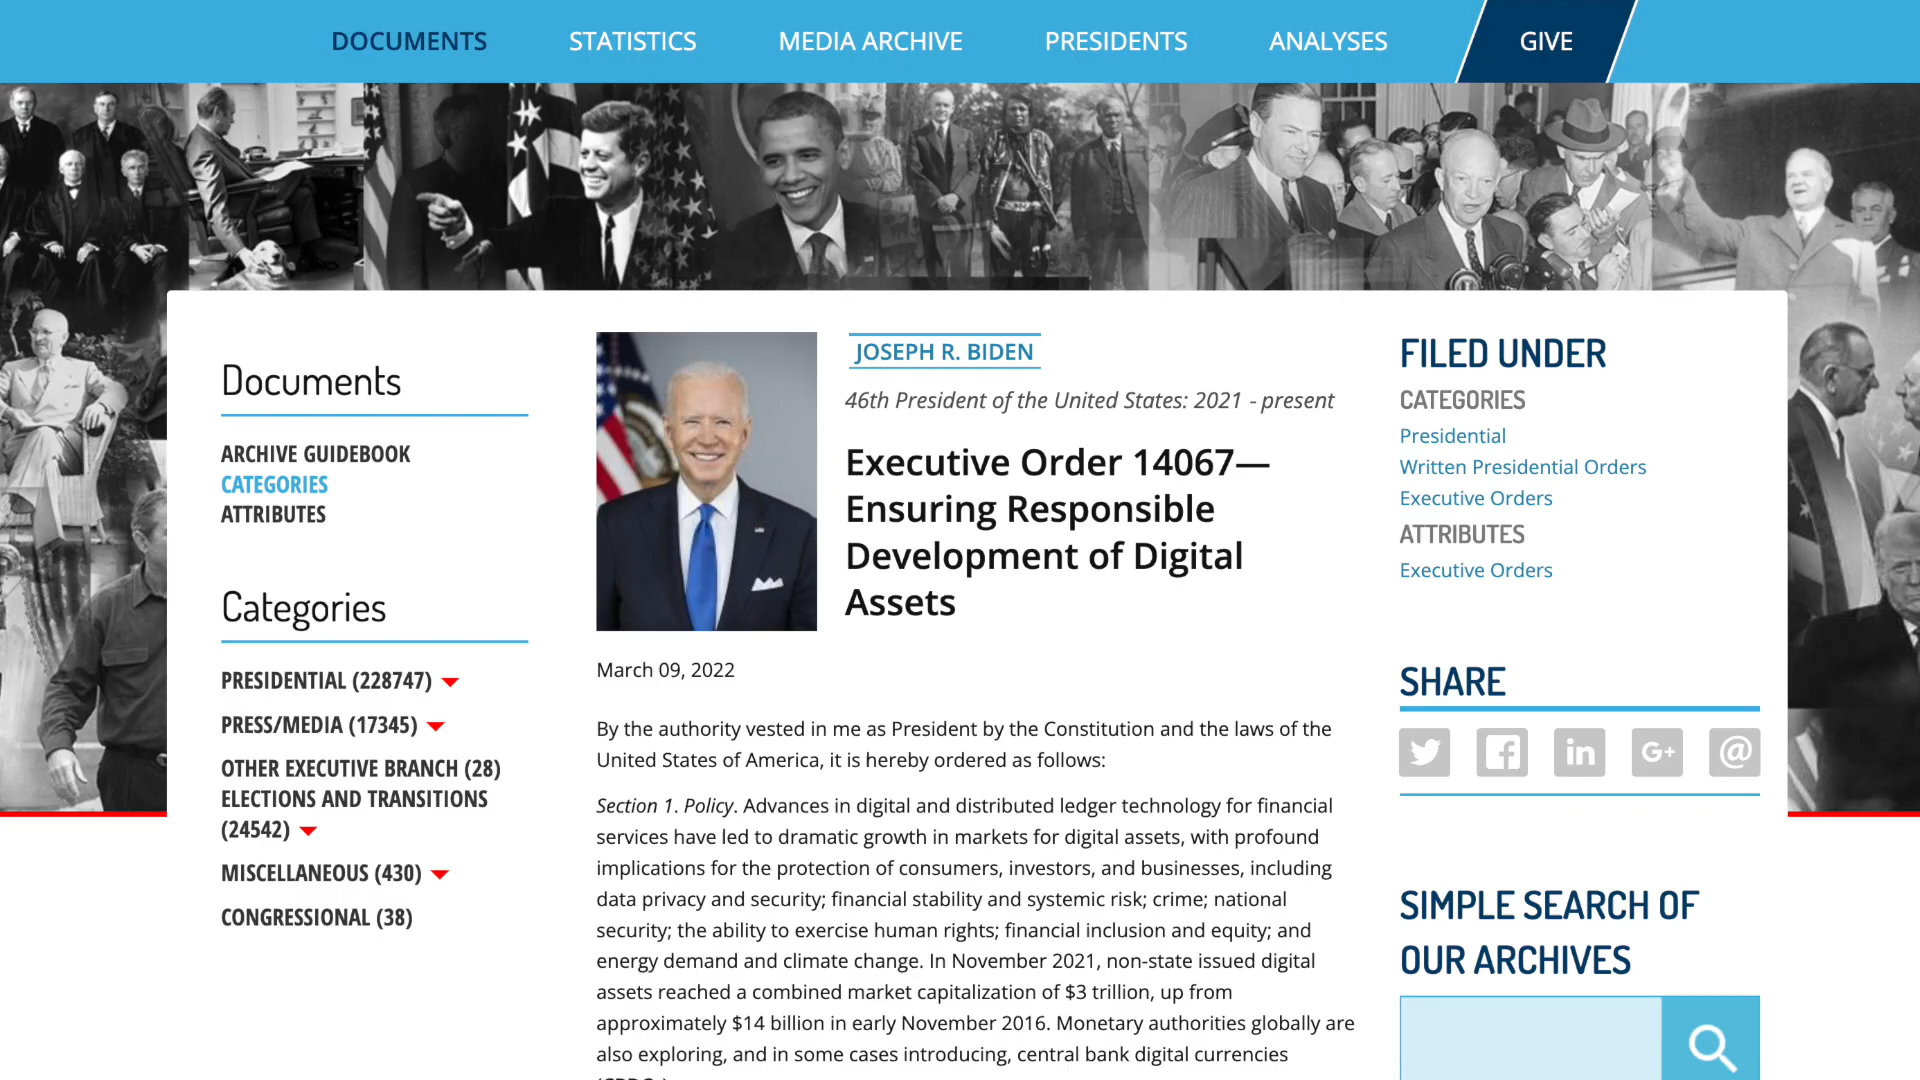 DOCUMENTS STATISTICS MEDIA ARCHIVE PRESIDENTS ANALYSES GIVE
Documents
ARCHIVE GUIDEBOOK
CATEGORIES
ATTRIBUTES
Categories
PRESIDENTIAL (228747)
PRESS/MEDIA (17345)
OTHER EXECUTIVE BRANCH (28)
ELECTIONS AND TRANSITIONS
(24542)
MISCELLANEOUS (430)
CONGRESSIONAL (38)
JOSEPH R. BIDEN
46th President of the United States: 2021 - present
Executive Order 14067—
Ensuring Responsible
Development of Digital
Assets
March 09, 2022
By the authority vested in me as President by the Constitution and the laws of the
United States of America, it is hereby ordered as follows:
Section 1. Policy. Advances in digital and distributed ledger technology for financial
services have led to dramatic growth in markets for digital assets, with profound
implications for the protection of consumers, investors, and businesses, including
data privacy and security; financial stability and systemic risk; crime; national
security; the ability to exercise human rights; financial inclusion and equity; and
energy demand and climate change. In November 2021, non-state issued digital
assets reached a combined market capitalization of $3 trillion, up from
approximately $14 billion in early November 2016. Monetary authorities globally are
also exploring, and in some cases introducing, central bank digital currencies
FILED UNDER
CATEGORIES
Presidential
Written Presidential Orders
Executive Orders
ATTRIBUTES
Executive Orders
SHARE
in G+ @
SIMPLE SEARCH OF
OUR ARCHIVES